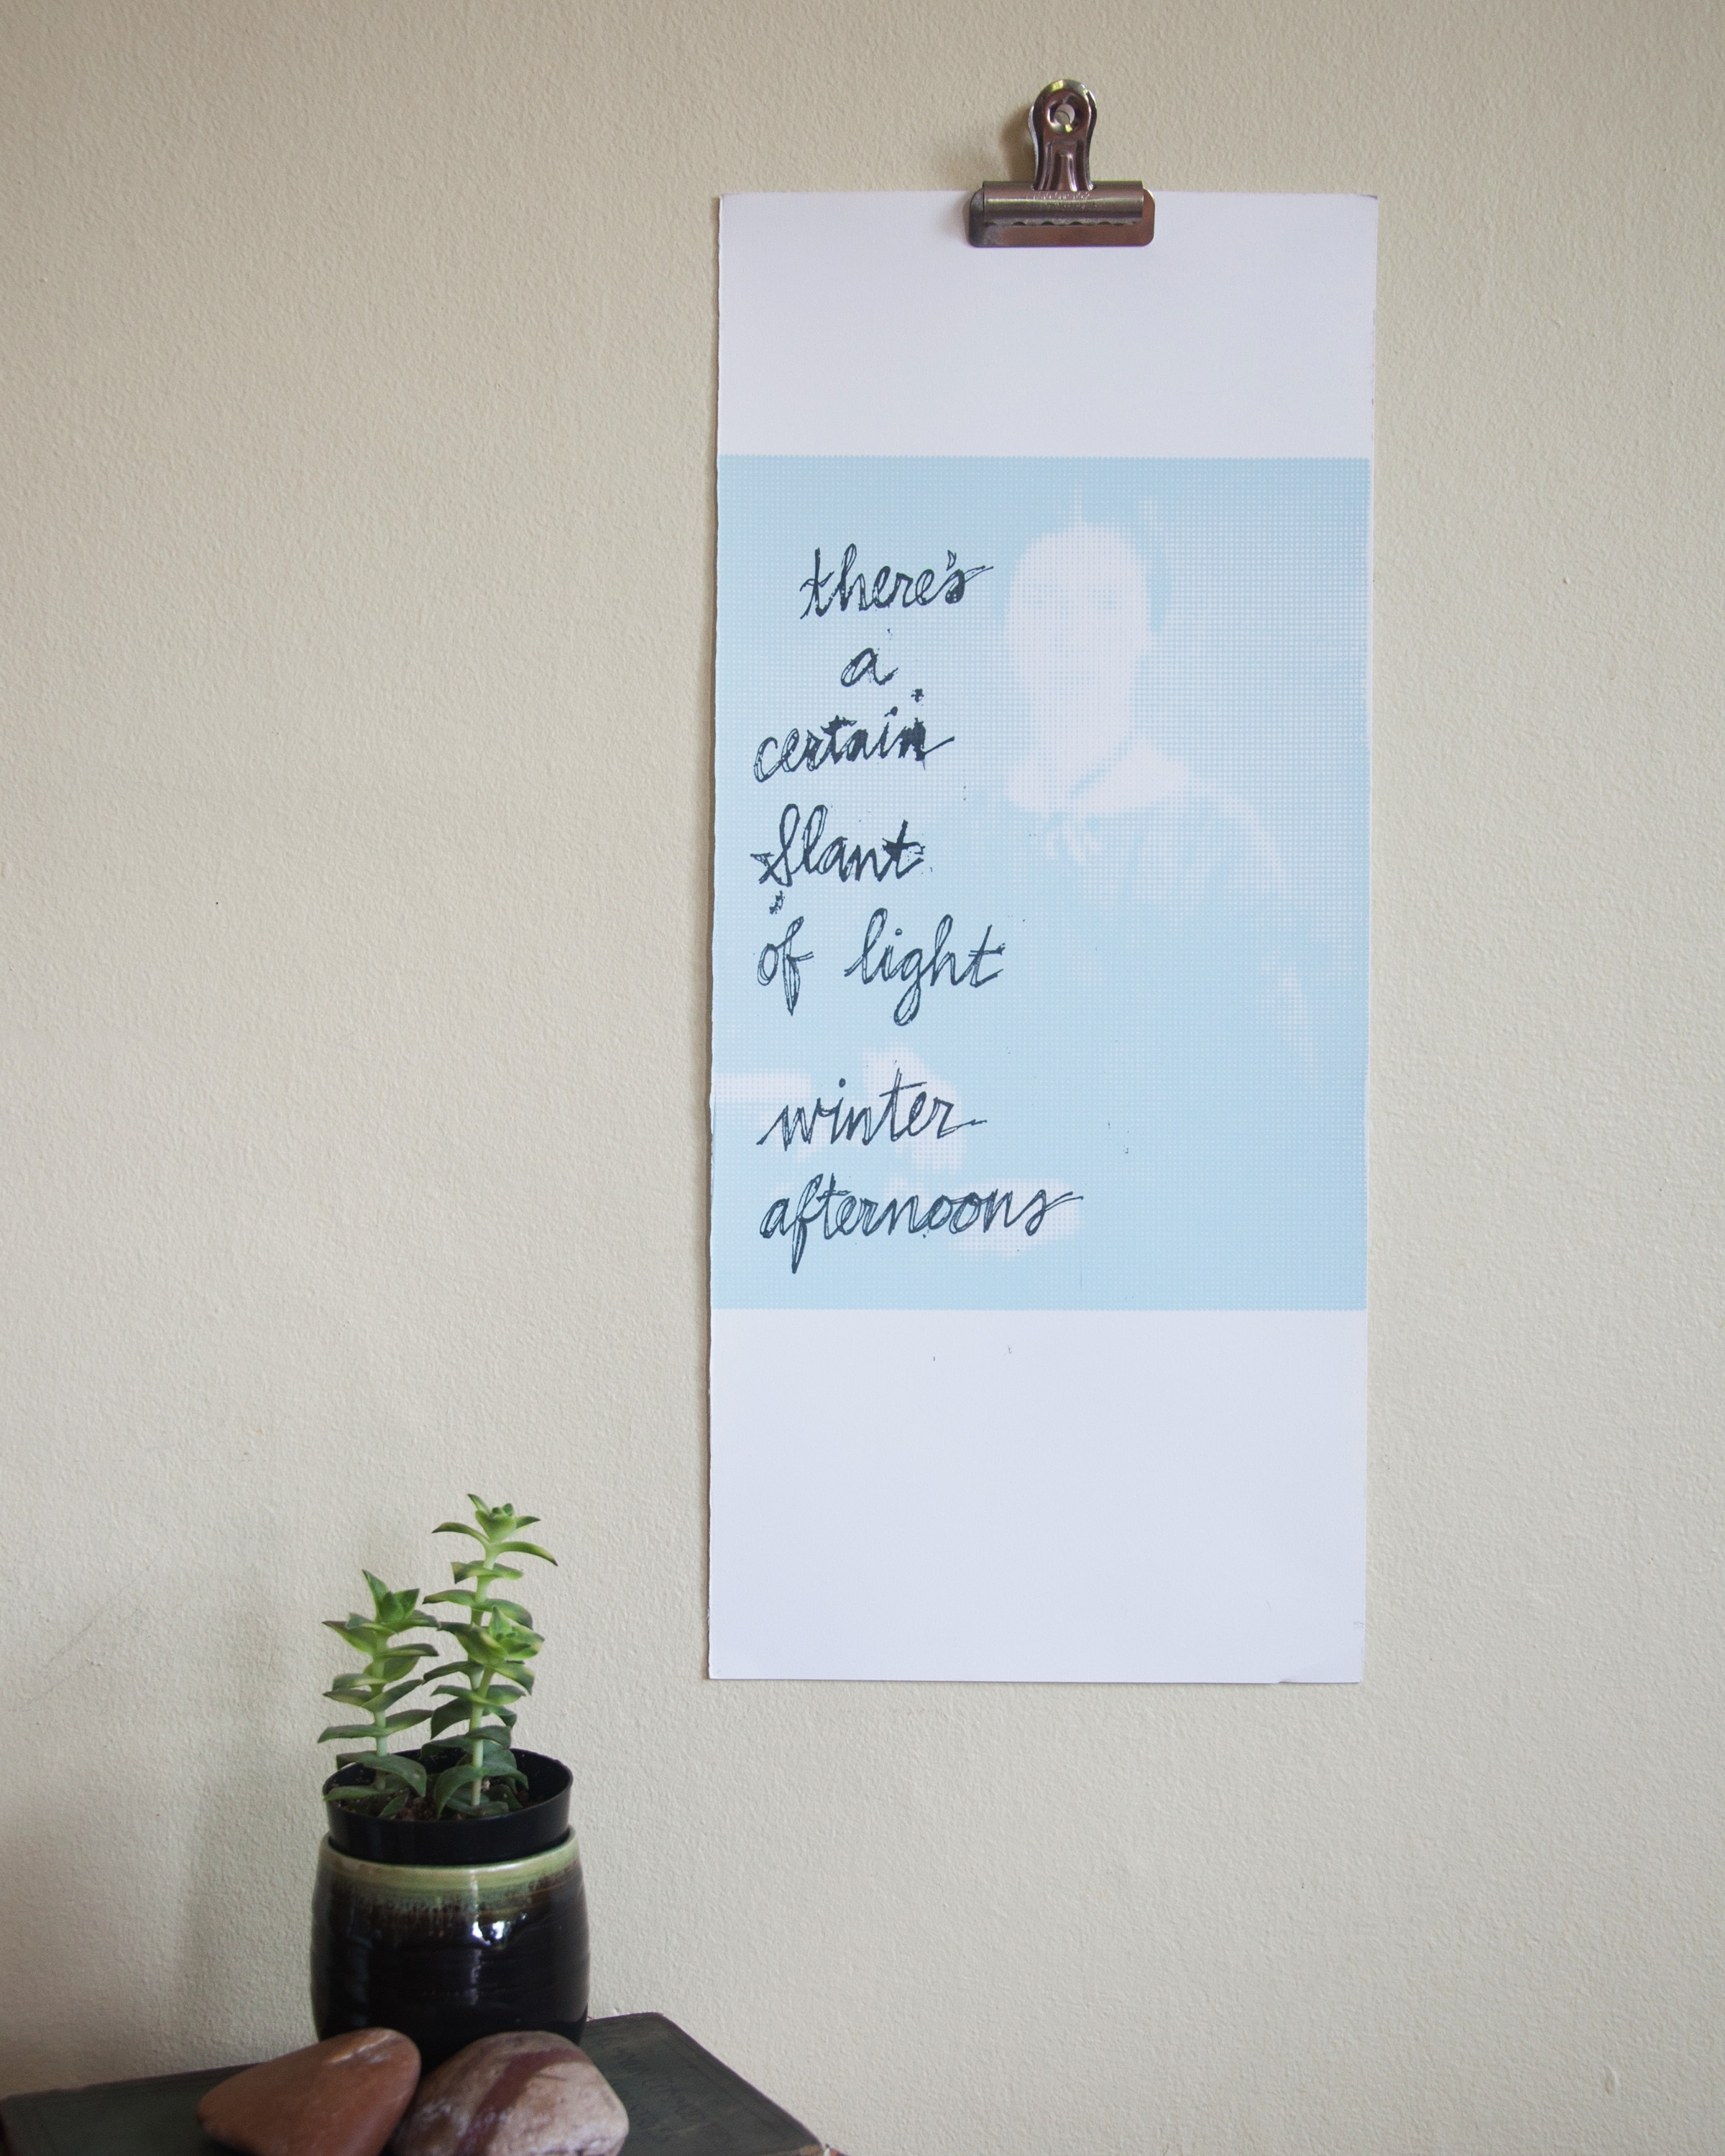 there's
a
certain
Slant
of light
winter
afternoons